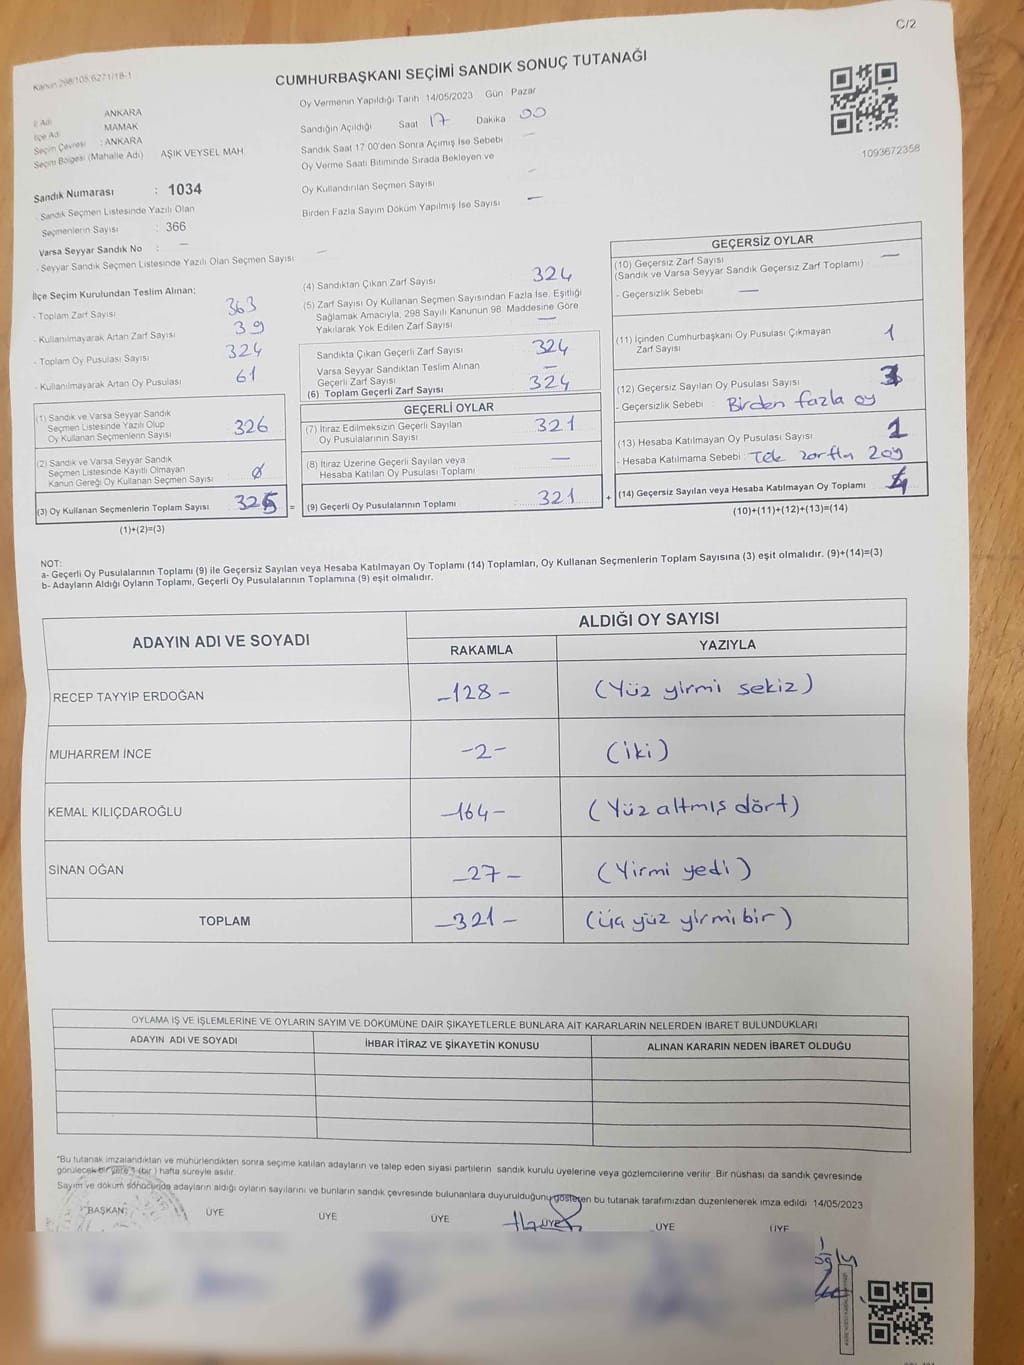 C/2
Kanun 298/105,6271/18-1
CUMHURBAŞKANI SEÇİMİ SANDIK SONUÇ TUTANAĞI
İl Adı ANKARA
İlçe Adı MAMAK
Seçim Çevresi : ANKARA
Seçim Bölgesi (Mahalle Adı) AŞIK VEYSEL MAH
Oy Vermenin Yapıldığı Tarih 14/05/2023 Gün Pazar
Sandığın Açıldığı Saat 17 Dakika 00
Sandık Saat 17 00'den Sonra Açımış İse Sebebi —
Oy Verme Saati Bitiminde Sırada Bekleyen ve
Oy Kullandırılan Seçmen Sayısı —
Birden Fazla Sayım Döküm Yapılmış İse Sayısı —
1093672358
Sandık Numarası : 1034
- Sandık Seçmen Listesinde Yazılı Olan
Seçmenlerin Sayısı : 366
Varsa Seyyar Sandık No : —
- Seyyar Sandık Seçmen Listesinde Yazılı Olan Seçmen Sayısı —
İlçe Seçim Kurulundan Teslim Alınan;
- Toplam Zarf Sayısı 363
- Kullanılmayarak Artan Zarf Sayısı 39
- Toplam Oy Pusulası Sayısı 324
- Kullanılmayarak Artan Oy Pusulası 61
(1) Sandık ve Varsa Seyyar Sandık
Seçmen Listesinde Yazılı Olup
Oy Kullanan Seçmenlerin Sayısı 326
(2) Sandık ve Varsa Seyyar Sandık
Seçmen Listesinde Kayıtlı Olmayan
Kanun Gereği Oy Kullanan Seçmen Sayısı 0
(3) Oy Kullanan Seçmenlerin Toplam Sayısı
(1)+(2)=(3)
(4) Sandıktan Çıkan Zarf Sayısı 324
(5) Zarf Sayısı Oy Kullanan Seçmen Sayısından Fazla İse, Eşitliği
Sağlamak Amacıyla, 298 Sayılı Kanunun 98. Maddesine Göre
Yakılarak Yok Edilen Zarf Sayısı —
Sandıkta Çıkan Geçerli Zarf Sayısı 324
Varsa Seyyar Sandıktan Teslim Alınan
Geçerli Zarf Sayısı —
(6) Toplam Geçerli Zarf Sayısı 324
GEÇERLİ OYLAR
(7) İtiraz Edilmeksizin Geçerli Sayılan
Oy Pusulalarının Sayısı 321
(8) İtiraz Üzerine Geçerli Sayılan veya
Hesaba Katılan Oy Pusulası Toplamı —
= (9) Geçerli Oy Pusulalarının Toplamı 321 +
GEÇERSİZ OYLAR
(10) Geçersiz Zarf Sayısı —
(Sandık ve Varsa Seyyar Sandık Geçersiz Zarf Toplamı)
- Geçersizlik Sebebi —
(11) İçinden Cumhurbaşkanı Oy Pusulası Çıkmayan 1
Zarf Sayısı
(12) Geçersiz Sayılan Oy Pusulası Sayısı 3
- Geçersizlik Sebebi : Birden fazla oy
(13) Hesaba Katılmayan Oy Pusulası Sayısı 1
- Hesaba Katılmama Sebebi : Tek zarftan 2 oy
(14) Geçersiz Sayılan veya Hesaba Katılmayan Oy Toplamı
(10)+(11)+(12)+(13)=(14)
NOT:
a- Geçerli Oy Pusulalarının Toplamı (9) ile Geçersiz Sayılan veya Hesaba Katılmayan Oy Toplamı (14) Toplamları, Oy Kullanan Seçmenlerin Toplam Sayısına (3) eşit olmalıdır. (9)+(14)=(3)
b- Adayların Aldığı Oyların Toplamı, Geçerli Oy Pusulalarının Toplamına (9) eşit olmalıdır.
ADAYIN ADI VE SOYADI ALDIĞI OY SAYISI
RAKAMLA YAZIYLA
RECEP TAYYİP ERDOĞAN -128- (Yüz yirmi sekiz)
MUHARREM İNCE -2- (iki)
KEMAL KILIÇDAROĞLU -164- (Yüz altmış dört)
SİNAN OĞAN -27- (Yirmi yedi)
TOPLAM -321- (Üç yüz yirmi bir)
OYLAMA İŞ VE İŞLEMLERİNE VE OYLARIN SAYIM VE DÖKÜMÜNE DAİR ŞİKAYETLERLE BUNLARA AİT KARARLARIN NELERDEN İBARET BULUNDUKLARI
ADAYIN ADI VE SOYADI İHBAR İTİRAZ VE ŞİKAYETİN KONUSU ALINAN KARARIN NEDEN İBARET OLDUĞU
*Bu tutanak imzalandıktan ve mühürlendikten sonra seçime katılan adayların ve talep eden siyasi partilerin sandık kurulu üyelerine veya gözlemcilerine verilir. Bir nüshası da sandık çevresinde
görülecek bir yere 1 (bir) hafta süreyle asılır.
Sayım ve döküm sonucunda adayların aldığı oyların sayılarını ve bunların sandık çevresinde bulunanlara duyurulduğunu gösteren bu tutanak tarafımızdan düzenlenerek imza edildi 14/05/2023
BAŞKAN ÜYE ÜYE ÜYE ÜYE ÜYE ÜYE